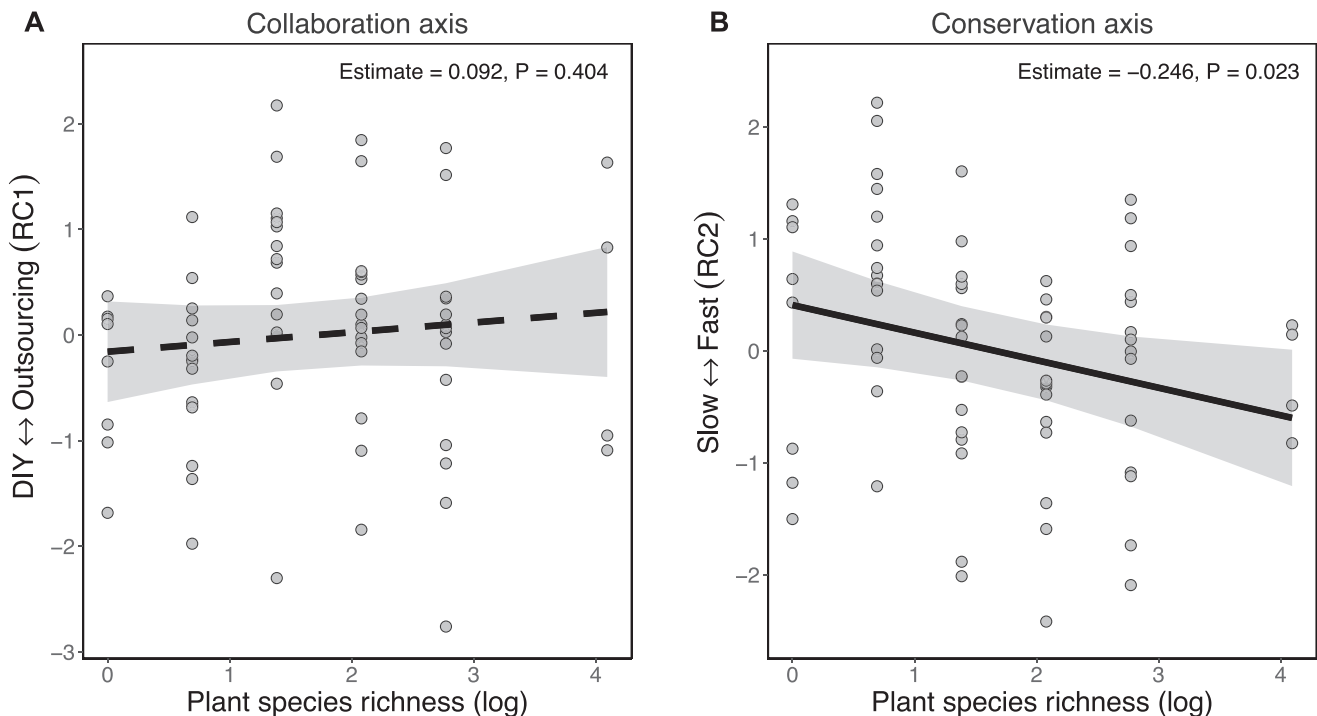 A
Collaboration axis
Estimate = 0.092, P = 0.404
2
1
0
−1
−2
−3
DIY ↔ Outsourcing (RC1)
0 1 2 3 4
Plant species richness (log)
B
Conservation axis
Estimate = −0.246, P = 0.023
2
1
0
−1
−2
Slow ↔ Fast (RC2)
0 1 2 3 4
Plant species richness (log)